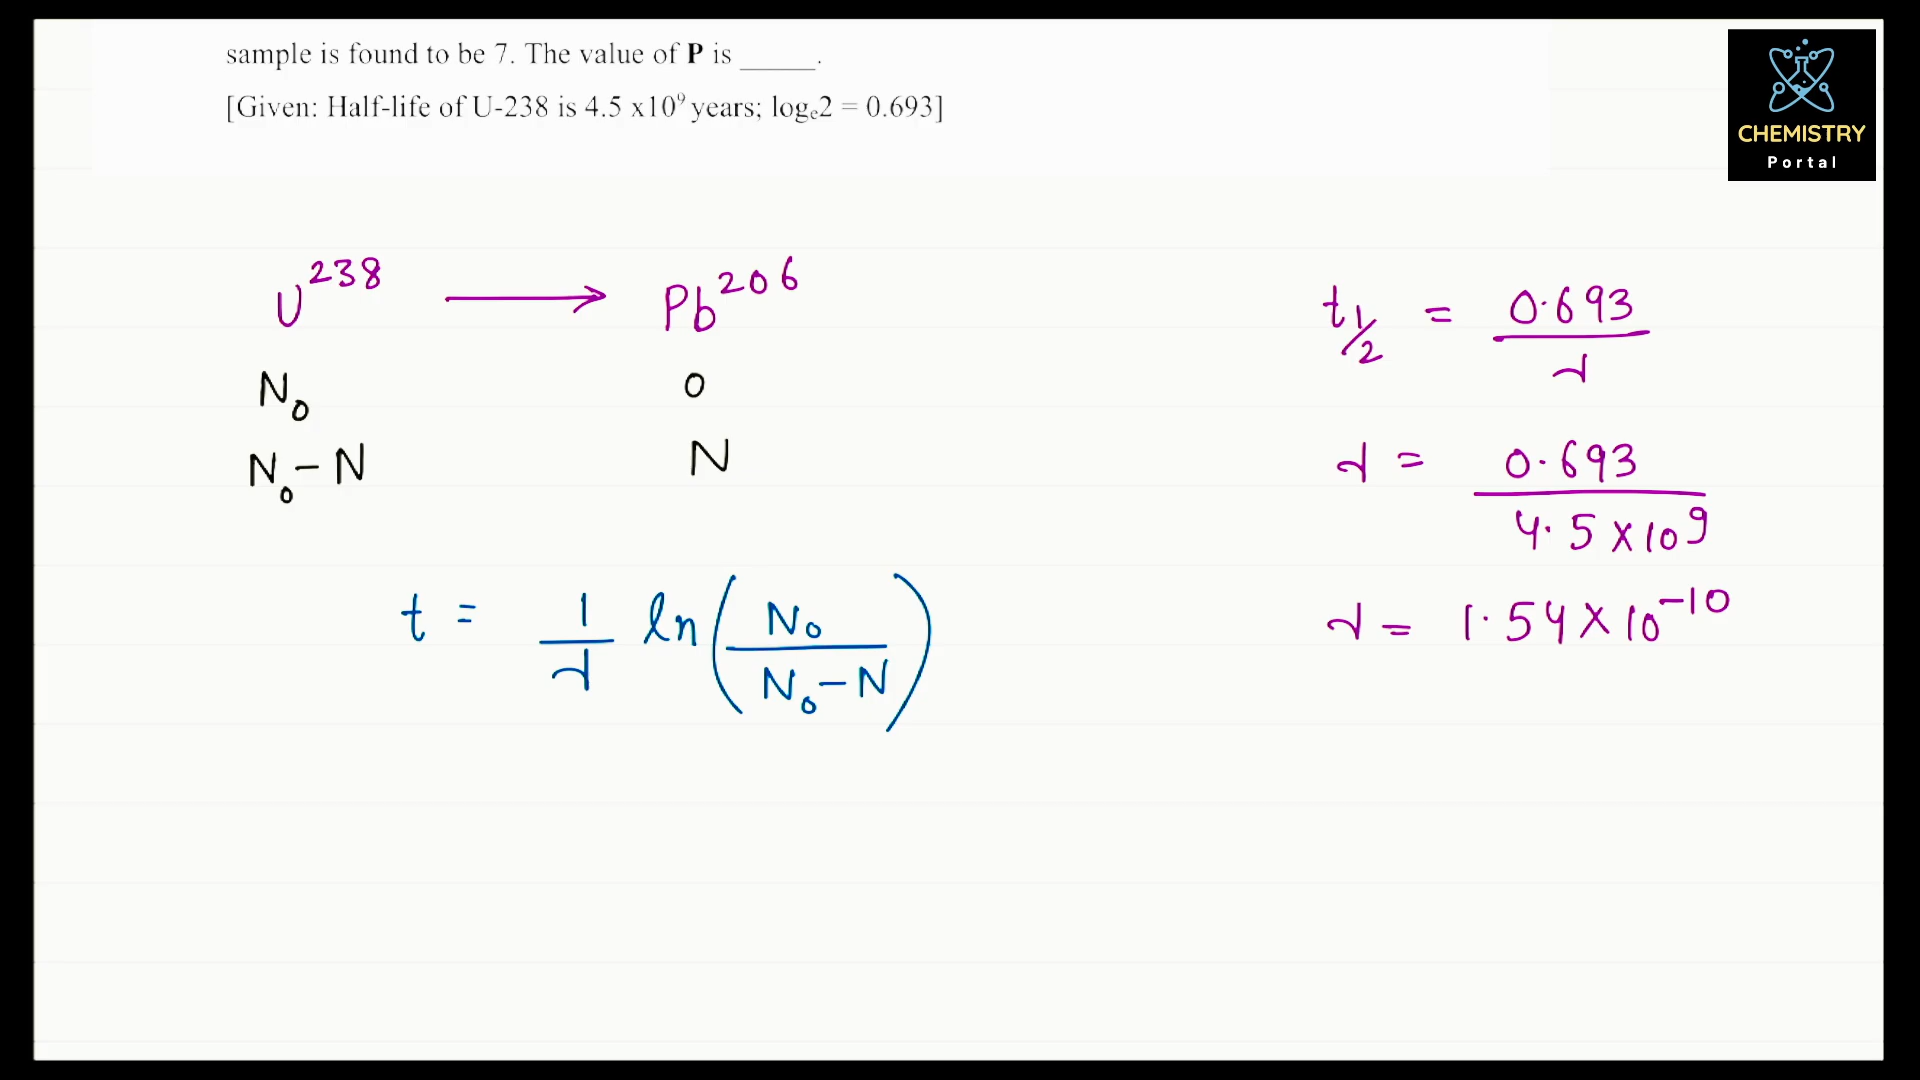 sample is found to be 7. The value of P is _____.
[Given: Half-life of U-238 is 4.5 x10⁹ years; logₑ2 = 0.693]
CHEMISTRY
Portal
U²³⁸ ⟶ Pb²⁰⁶
N₀ 0
N₀ - N N
t = 1/λ ln(N₀/(N₀-N))
t1/2 = 0.693/λ
λ = 0.693/(4.5×10⁹)
λ = 1.54×10⁻¹⁰